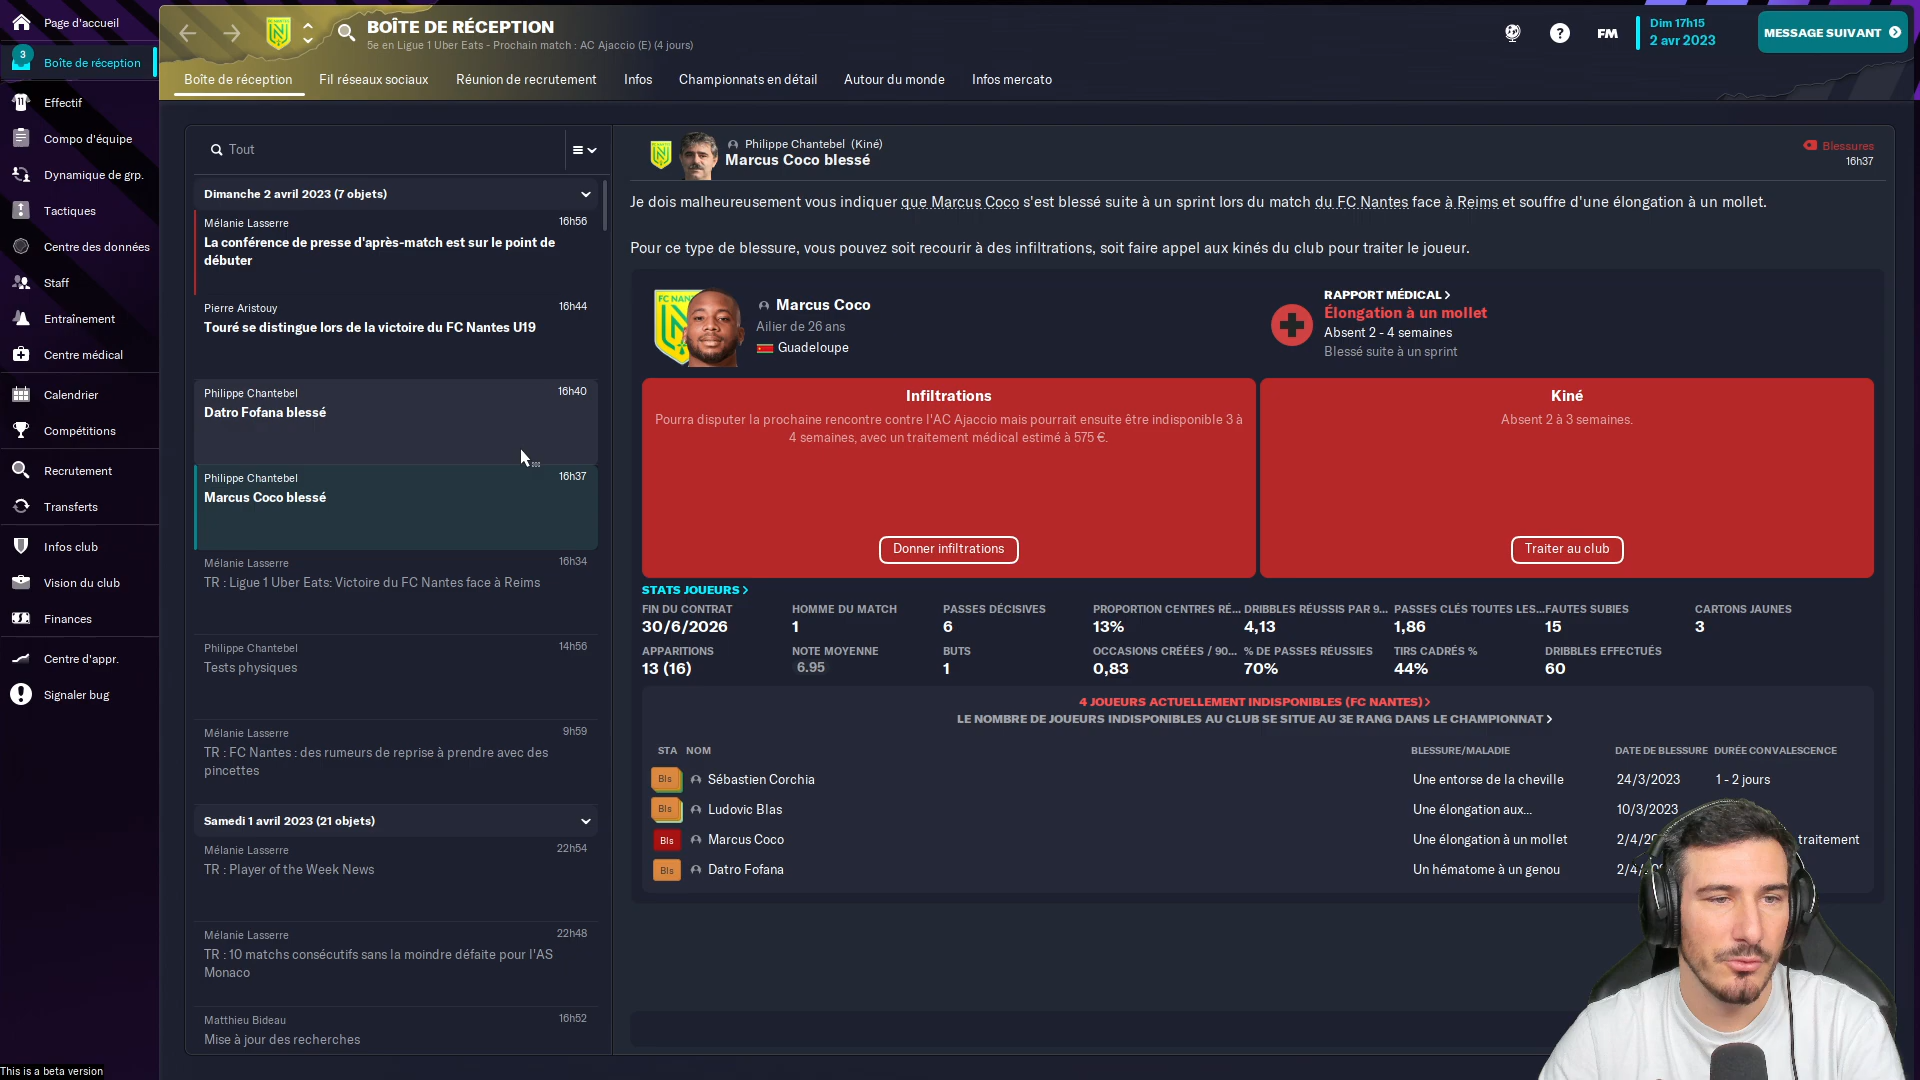 Page d'accueil
3
Boîte de réception
Effectif
Compo d'équipe
Dynamique de grp.
Tactiques
Centre des données
Staff
Entraînement
Centre médical
Calendrier
Compétitions
Recrutement
Transferts
Infos club
Vision du club
Finances
Centre d'appr.
Signaler bug
This is a beta version
BOÎTE DE RÉCEPTION
5e en Ligue 1 Uber Eats - Prochain match : AC Ajaccio (E) (4 jours)
FM
Dim 17h15
2 avr 2023
MESSAGE SUIVANT
Boîte de réception
Fil réseaux sociaux
Réunion de recrutement
Infos
Championnats en détail
Autour du monde
Infos mercato
Tout
Dimanche 2 avril 2023 (7 objets)
Mélanie Lasserre 16h56
La conférence de presse d'après-match est sur le point de
débuter
Pierre Aristouy 16h44
Touré se distingue lors de la victoire du FC Nantes U19
Philippe Chantebel 16h40
Datro Fofana blessé
Philippe Chantebel 16h37
Marcus Coco blessé
Mélanie Lasserre 16h34
TR : Ligue 1 Uber Eats: Victoire du FC Nantes face à Reims
Philippe Chantebel 14h56
Tests physiques
Mélanie Lasserre 9h59
TR : FC Nantes : des rumeurs de reprise à prendre avec des
pincettes
Samedi 1 avril 2023 (21 objets)
Mélanie Lasserre 22h54
TR : Player of the Week News
Mélanie Lasserre 22h48
TR : 10 matchs consécutifs sans la moindre défaite pour l'AS
Monaco
Matthieu Bideau 16h52
Mise à jour des recherches
Philippe Chantebel (Kiné)
Marcus Coco blessé
Blessures
16h37
Je dois malheureusement vous indiquer que Marcus Coco s'est blessé suite à un sprint lors du match du FC Nantes face à Reims et souffre d'une élongation à un mollet.
Pour ce type de blessure, vous pouvez soit recourir à des infiltrations, soit faire appel aux kinés du club pour traiter le joueur.
Marcus Coco
Ailier de 26 ans
Guadeloupe
RAPPORT MÉDICAL >
Élongation à un mollet
Absent 2 - 4 semaines
Blessé suite à un sprint
Infiltrations
Pourra disputer la prochaine rencontre contre l'AC Ajaccio mais pourrait ensuite être indisponible 3 à
4 semaines, avec un traitement médical estimé à 575 €.
Donner infiltrations
Kiné
Absent 2 à 3 semaines.
Traiter au club
STATS JOUEURS >
FIN DU CONTRAT HOMME DU MATCH PASSES DÉCISIVES PROPORTION CENTRES RÉ... DRIBBLES RÉUSSIS PAR 9... PASSES CLÉS TOUTES LES... FAUTES SUBIES CARTONS JAUNES
30/6/2026 1 6 13% 4,13 1,86 15 3
APPARITIONS NOTE MOYENNE BUTS OCCASIONS CRÉÉES / 90... % DE PASSES RÉUSSIES TIRS CADRÉS % DRIBBLES EFFECTUÉS
13 (16) 6.95 1 0,83 70% 44% 60
4 JOUEURS ACTUELLEMENT INDISPONIBLES (FC NANTES) >
LE NOMBRE DE JOUEURS INDISPONIBLES AU CLUB SE SITUE AU 3E RANG DANS LE CHAMPIONNAT >
STA NOM BLESSURE/MALADIE DATE DE BLESSURE DURÉE CONVALESCENCE
Bls Sébastien Corchia Une entorse de la cheville 24/3/2023 1 - 2 jours
Bls Ludovic Blas Une élongation aux... 10/3/2023
Bls Marcus Coco Une élongation à un mollet 2/4/20 traitement
Bls Datro Fofana Un hématome à un genou 2/4/